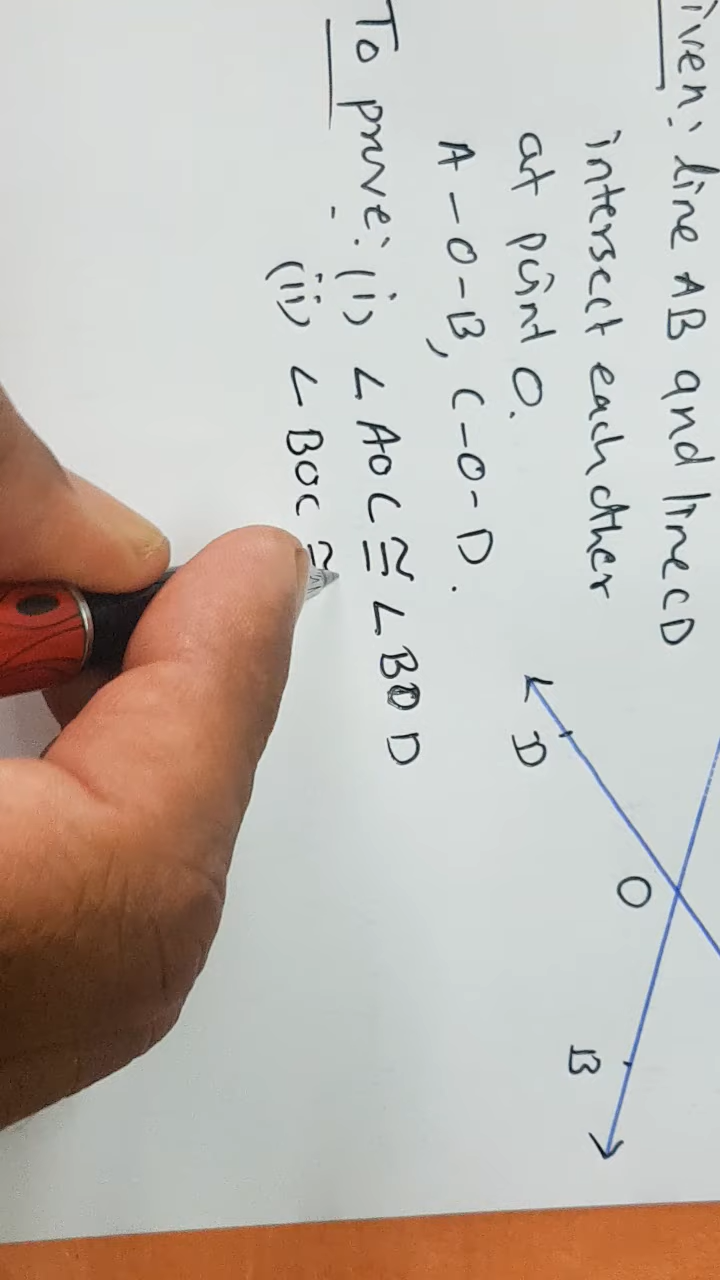 iven: line AB and line CD
intersect each other
at point O.
A-O-B, C-O-D.
To prove: (i) ∠AOC ≅ ∠BOD
(ii) ∠BOC ≅
D
O
B